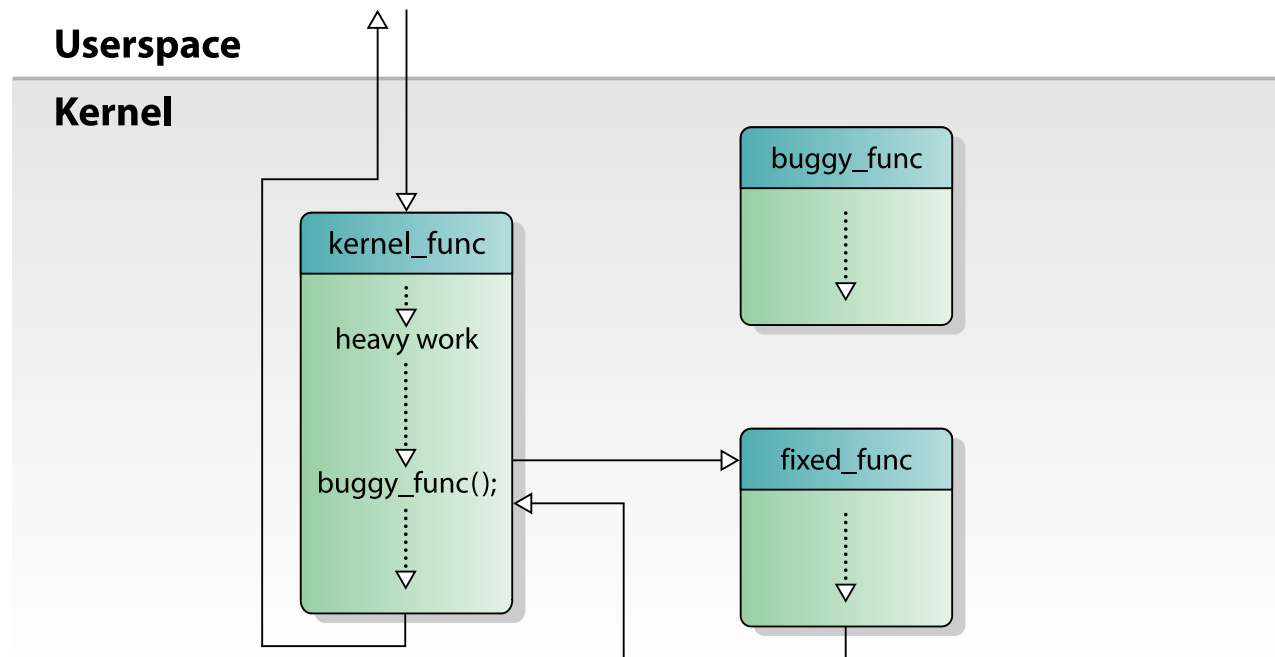 Userspace
Kernel
buggy_func
kernel_func
heavy work
buggy_func();
fixed_func